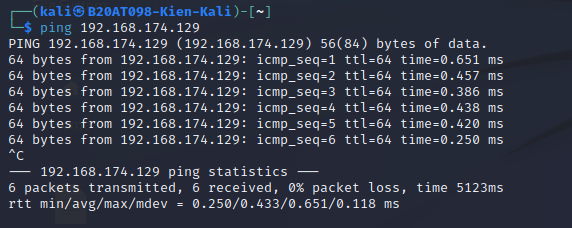 ┌──(kali㉿B20AT098-Kien-Kali)-[~]
└─$ ping 192.168.174.129
PING 192.168.174.129 (192.168.174.129) 56(84) bytes of data.
64 bytes from 192.168.174.129: icmp_seq=1 ttl=64 time=0.651 ms
64 bytes from 192.168.174.129: icmp_seq=2 ttl=64 time=0.457 ms
64 bytes from 192.168.174.129: icmp_seq=3 ttl=64 time=0.386 ms
64 bytes from 192.168.174.129: icmp_seq=4 ttl=64 time=0.438 ms
64 bytes from 192.168.174.129: icmp_seq=5 ttl=64 time=0.420 ms
64 bytes from 192.168.174.129: icmp_seq=6 ttl=64 time=0.250 ms
^C
--- 192.168.174.129 ping statistics ---
6 packets transmitted, 6 received, 0% packet loss, time 5123ms
rtt min/avg/max/mdev = 0.250/0.433/0.651/0.118 ms